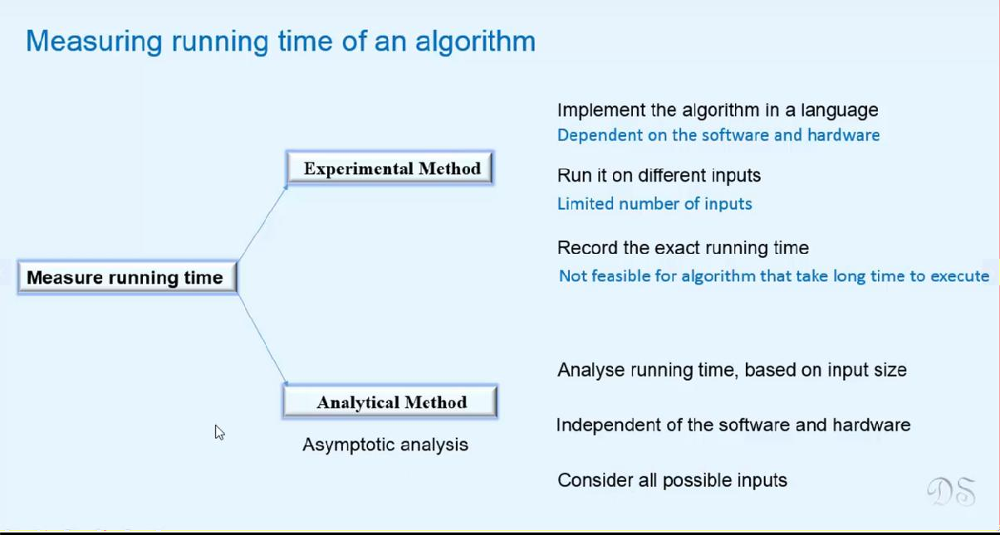 Measuring running time of an algorithm
Implement the algorithm in a language
Dependent on the software and hardware
Experimental Method
Run it on different inputs
Limited number of inputs
Record the exact running time
Not feasible for algorithm that take long time to execute
Measure running time
Analyse running time, based on input size
Analytical Method
Independent of the software and hardware
Asymptotic analysis
Consider all possible inputs
DS